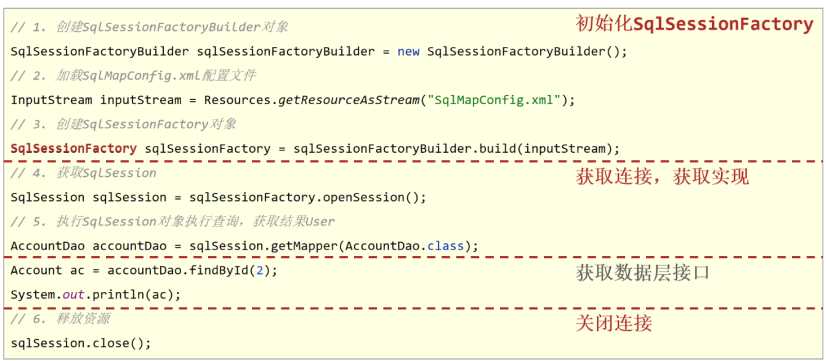 // 1. 创建SqlSessionFactoryBuilder对象
初始化SqlSessionFactory
SqlSessionFactoryBuilder sqlSessionFactoryBuilder = new SqlSessionFactoryBuilder();
// 2. 加载SqlMapConfig.xml配置文件
InputStream inputStream = Resources.getResourceAsStream("SqlMapConfig.xml");
// 3. 创建SqlSessionFactory对象
SqlSessionFactory sqlSessionFactory = sqlSessionFactoryBuilder.build(inputStream);
// 4. 获取SqlSession
获取连接，获取实现
SqlSession sqlSession = sqlSessionFactory.openSession();
// 5. 执行SqlSession对象执行查询，获取结果User
AccountDao accountDao = sqlSession.getMapper(AccountDao.class);
Account ac = accountDao.findById(2);
获取数据层接口
System.out.println(ac);
// 6. 释放资源
关闭连接
sqlSession.close();